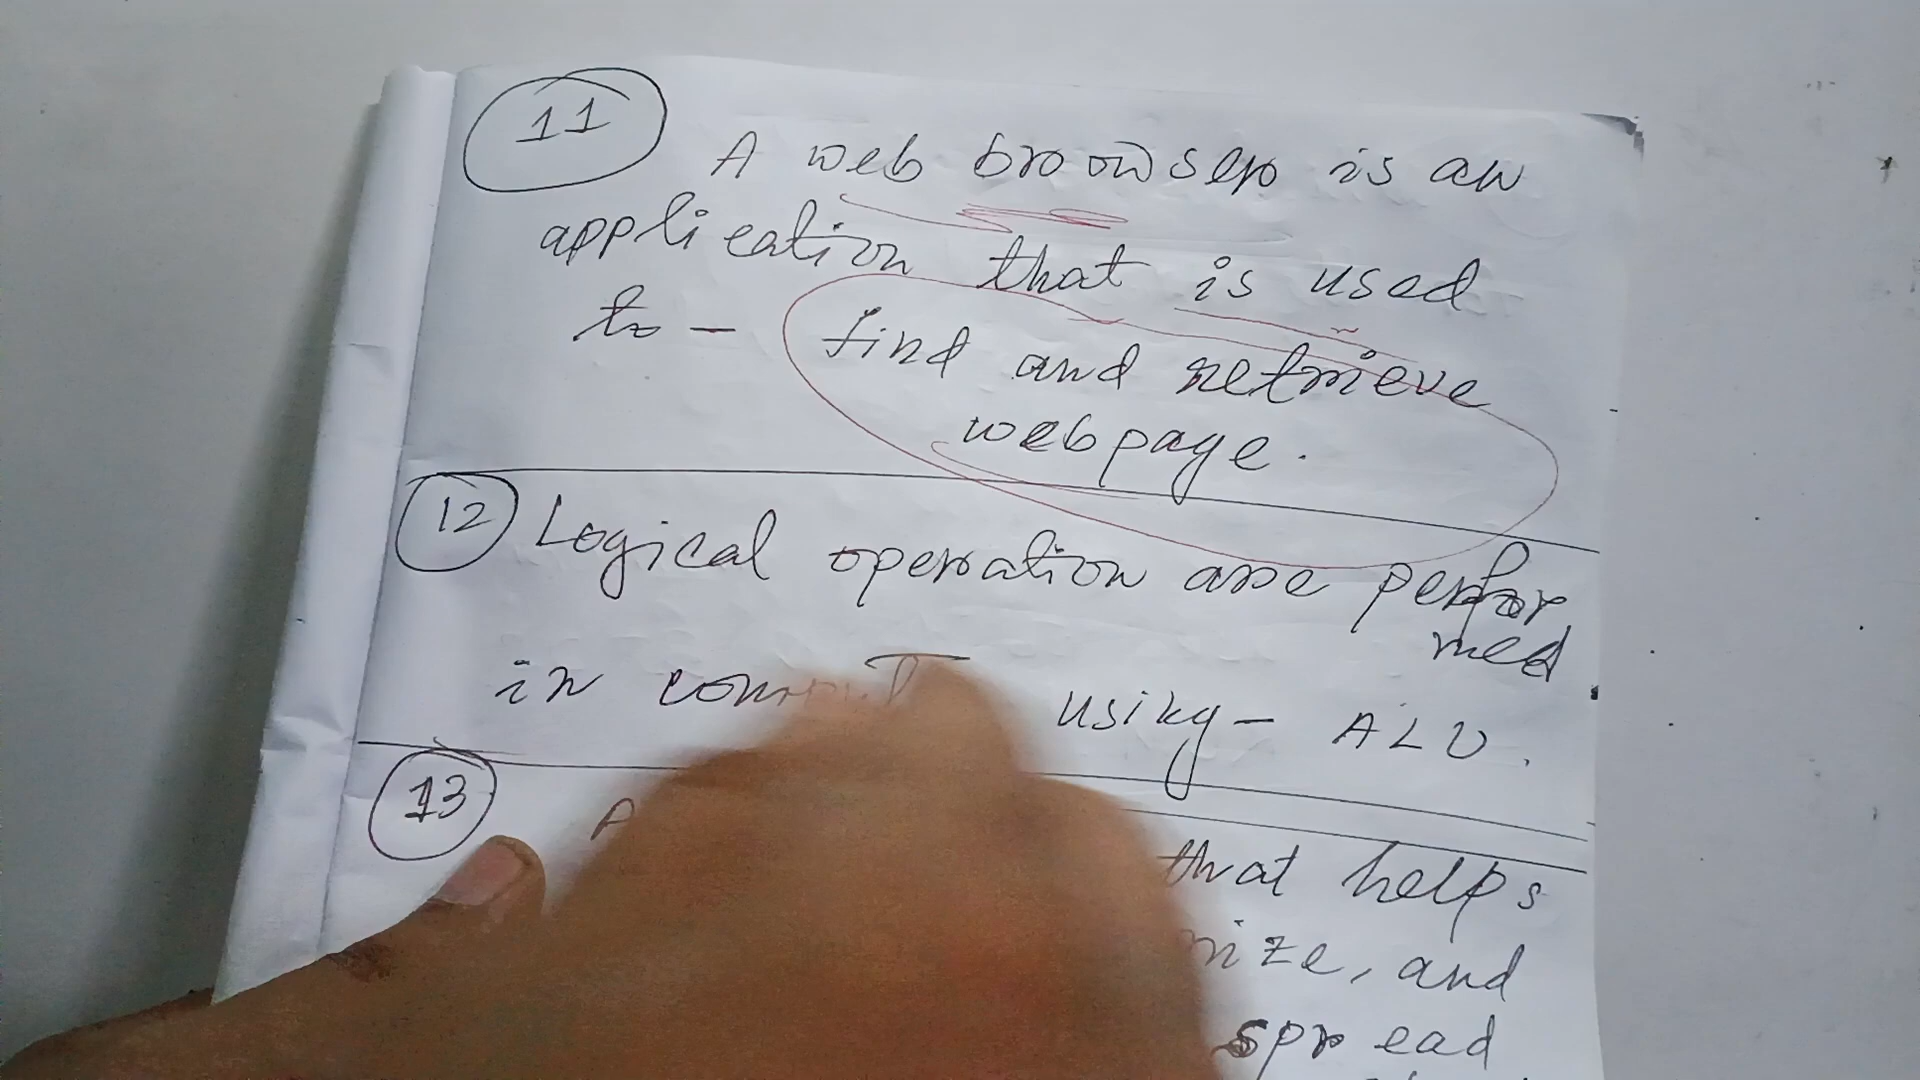 11
A web browser is an
application that is used
to - find and retrieve
webpage.
12 Logical operation are perfor
med
in using - ALU.
13
that helps
and
spread